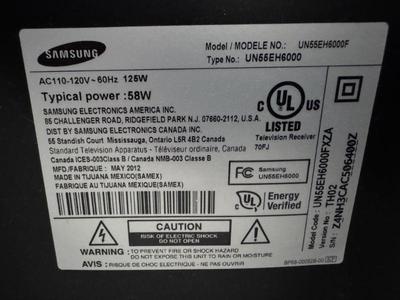 SAMSUNG
Model / MODELE NO.: UN55EH6000F
Type No.: UN55EH6000
AC110-120V~60Hz 125W
Typical power :58W
SAMSUNG ELECTRONICS AMERICA INC.
85 CHALLENGER ROAD, RIDGEFIELD PARK N.J. 07660-2112, U.S.A.
SAMSUNG ELECTRONICS CANADA INC.
55 Standish Court Mississauga, Ontario L5R 4B2 Canada
Standard Television Apparatus - Téléviseur ordinaire, Canada
Canada ICES-003Class B / Canada NMB-003 Classe B
MFD./FABRIQUE : MAY 2012
MADE IN TIJUANA MEXICO(SAMEX)
FABRIQUE AU TIJUANA MEXIQUE(SAMEX)
C UL US
®
LISTED
Television Receiver
70FJ
FC
Samsung
UN55EH6000
Model Code : UN55EH6000FXZA
Version : TH02
S/N : Z4NH3CAC506400Z
CAUTION
RISK OF ELECTRIC SHOCK
DO NOT OPEN
WARNING : TO PREVENT FIRE OR SHOCK HAZARD
DO NOT EXPOSE THIS UNIT TO RAIN OR MOISTURE.
AVIS : RISQUE DE CHOC ELECTRIQUE. NE PAS OUVRIR.